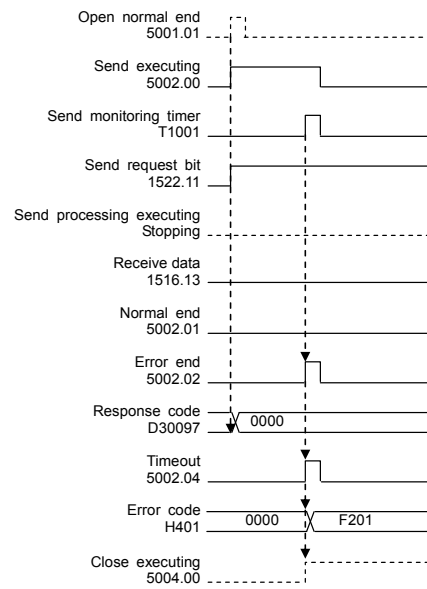 Open normal end
5001.01
Send executing
5002.00
Send monitoring timer
T1001
Send request bit
1522.11
Send processing executing
Stopping
Receive data
1516.13
Normal end
5002.01
Error end
5002.02
Response code
D30097
0000
Timeout
5002.04
Error code
H401
0000
F201
Close executing
5004.00